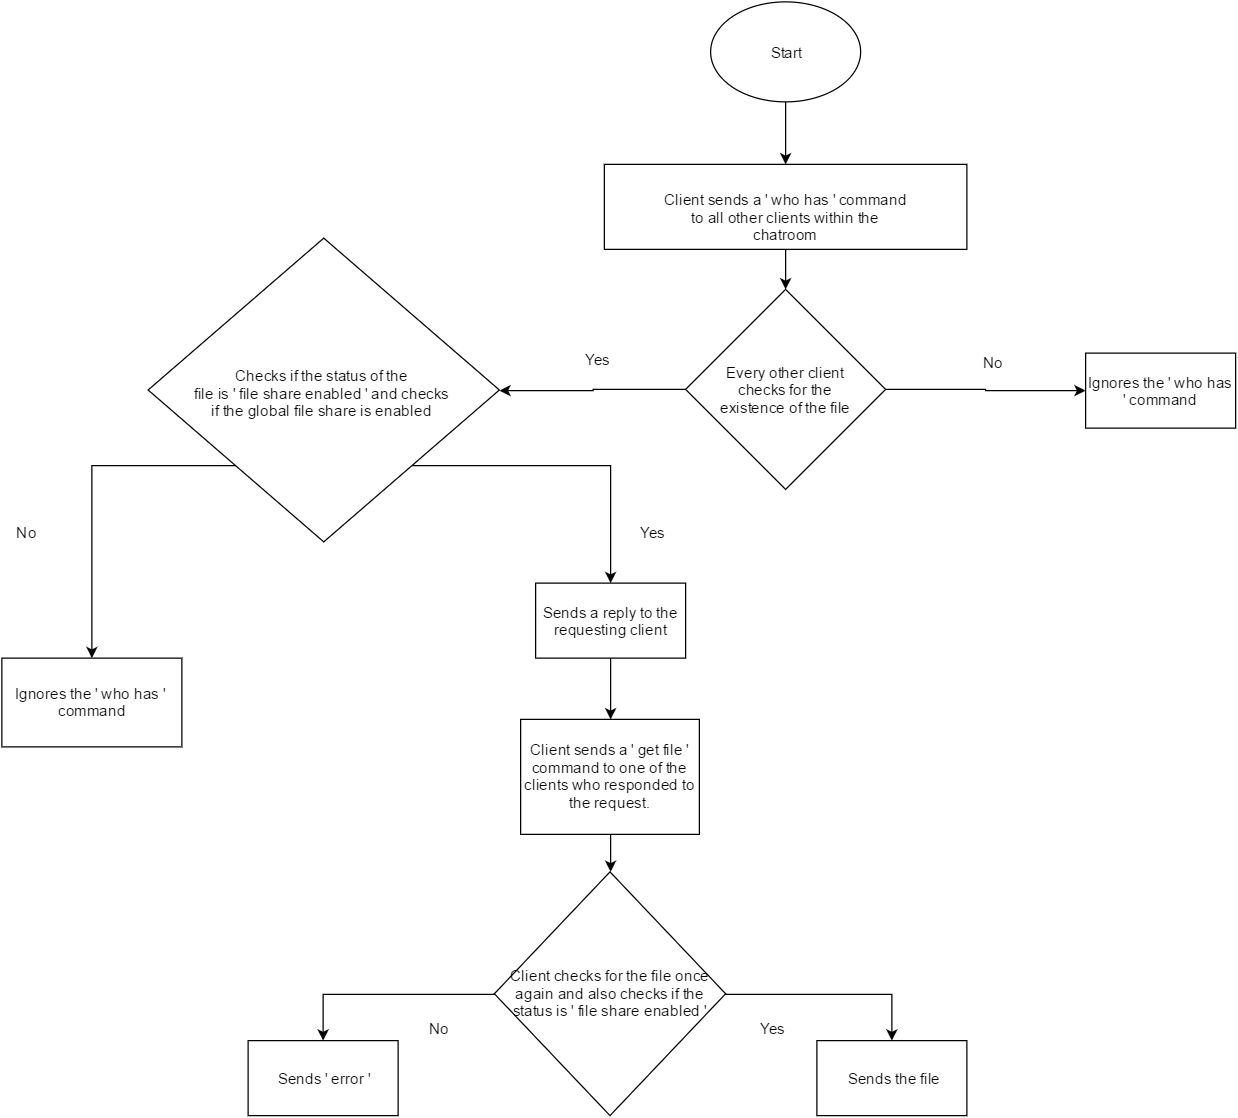 Start
Client sends a ' who has ' command
to all other clients within the
chatroom
Every other client
checks for the
existence of the file
Yes
No
Ignores the ' who has
' command
Checks if the status of the
file is ' file share enabled ' and checks
if the global file share is enabled
No
Yes
Ignores the ' who has '
command
Sends a reply to the
requesting client
Client sends a ' get file '
command to one of the
clients who responded to
the request.
Client checks for the file once
again and also checks if the
status is ' file share enabled '
No
Yes
Sends ' error '
Sends the file